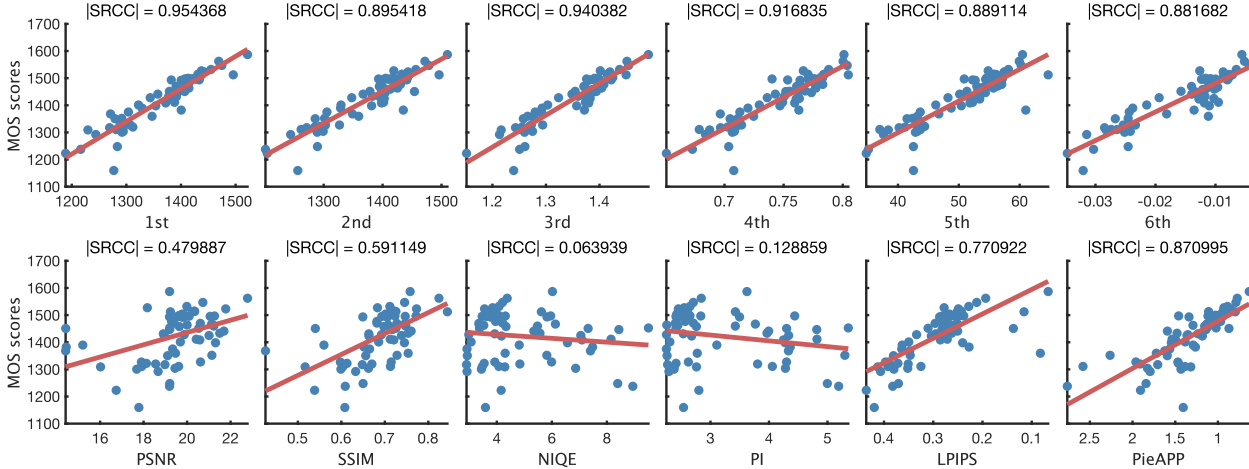 |SRCC| = 0.954368 |SRCC| = 0.895418 |SRCC| = 0.940382 |SRCC| = 0.916835 |SRCC| = 0.889114 |SRCC| = 0.881682
1700
1600
1500
1400
1300
1200
1100
MOS scores
1200 1300 1400 1500 1300 1400 1500 1.2 1.3 1.4 0.7 0.75 0.8 40 50 60 -0.03 -0.02 -0.01
1st 2nd 3rd 4th 5th 6th
|SRCC| = 0.479887 |SRCC| = 0.591149 |SRCC| = 0.063939 |SRCC| = 0.128859 |SRCC| = 0.770922 |SRCC| = 0.870995
1700
1600
1500
1400
1300
1200
1100
MOS scores
16 18 20 22 0.5 0.6 0.7 0.8 4 6 8 3 4 5 0.4 0.3 0.2 0.1 2.5 2 1.5 1
PSNR SSIM NIQE PI LPIPS PieAPP